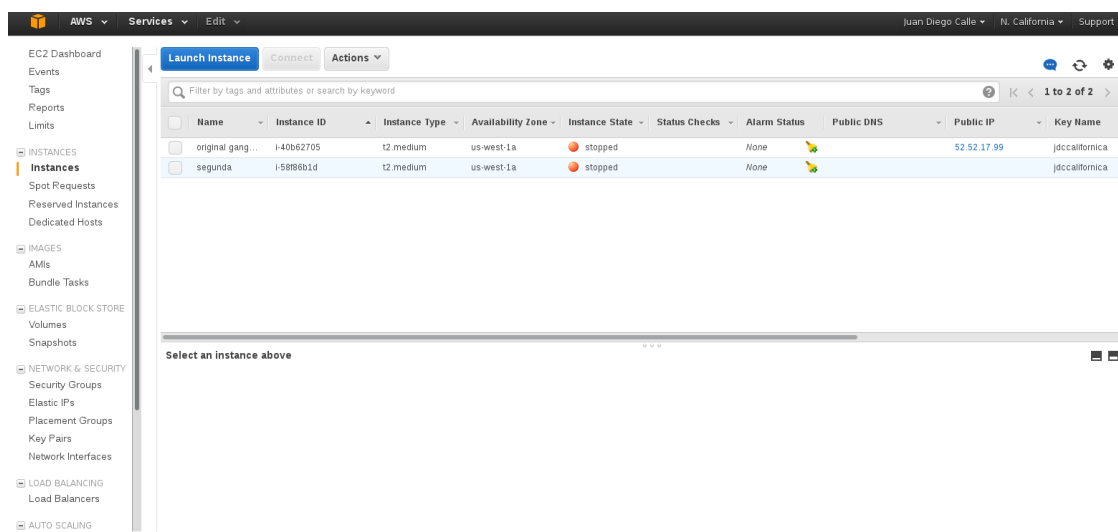 AWS Services Edit Juan Diego Calle N. California Support
EC2 Dashboard
Events
Tags
Reports
Limits
INSTANCES
Instances
Spot Requests
Reserved Instances
Dedicated Hosts
IMAGES
AMIs
Bundle Tasks
ELASTIC BLOCK STORE
Volumes
Snapshots
NETWORK & SECURITY
Security Groups
Elastic IPs
Placement Groups
Key Pairs
Network Interfaces
LOAD BALANCING
Load Balancers
AUTO SCALING
Launch Instance Connect Actions
Filter by tags and attributes or search by keyword 1 to 2 of 2
Name Instance ID Instance Type Availability Zone Instance State Status Checks Alarm Status Public DNS Public IP Key Name
original gang... i-40b62705 t2.medium us-west-1a stopped None 52.52.17.99 jdccalifornica
segunda i-58f86b1d t2.medium us-west-1a stopped None jdccalifornica
Select an instance above